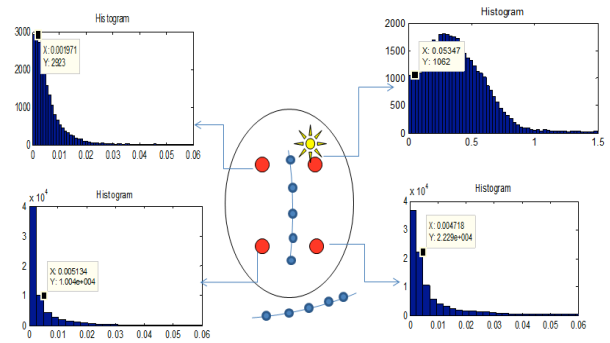 Histogram
3000
2000
1000
0
X: 0.001971
Y: 2923
0 0.01 0.02 0.03 0.04 0.05 0.06
Histogram
2000
1500
1000
500
0
X: 0.05347
Y: 1062
0 0.5 1 1.5
x 10⁴
Histogram
4
3
2
1
0
X: 0.005134
Y: 1.004e+004
0 0.01 0.02 0.03 0.04 0.05 0.06
x 10⁴
Histogram
4
3
2
1
0
X: 0.004718
Y: 2.229e+004
0 0.01 0.02 0.03 0.04 0.05 0.06